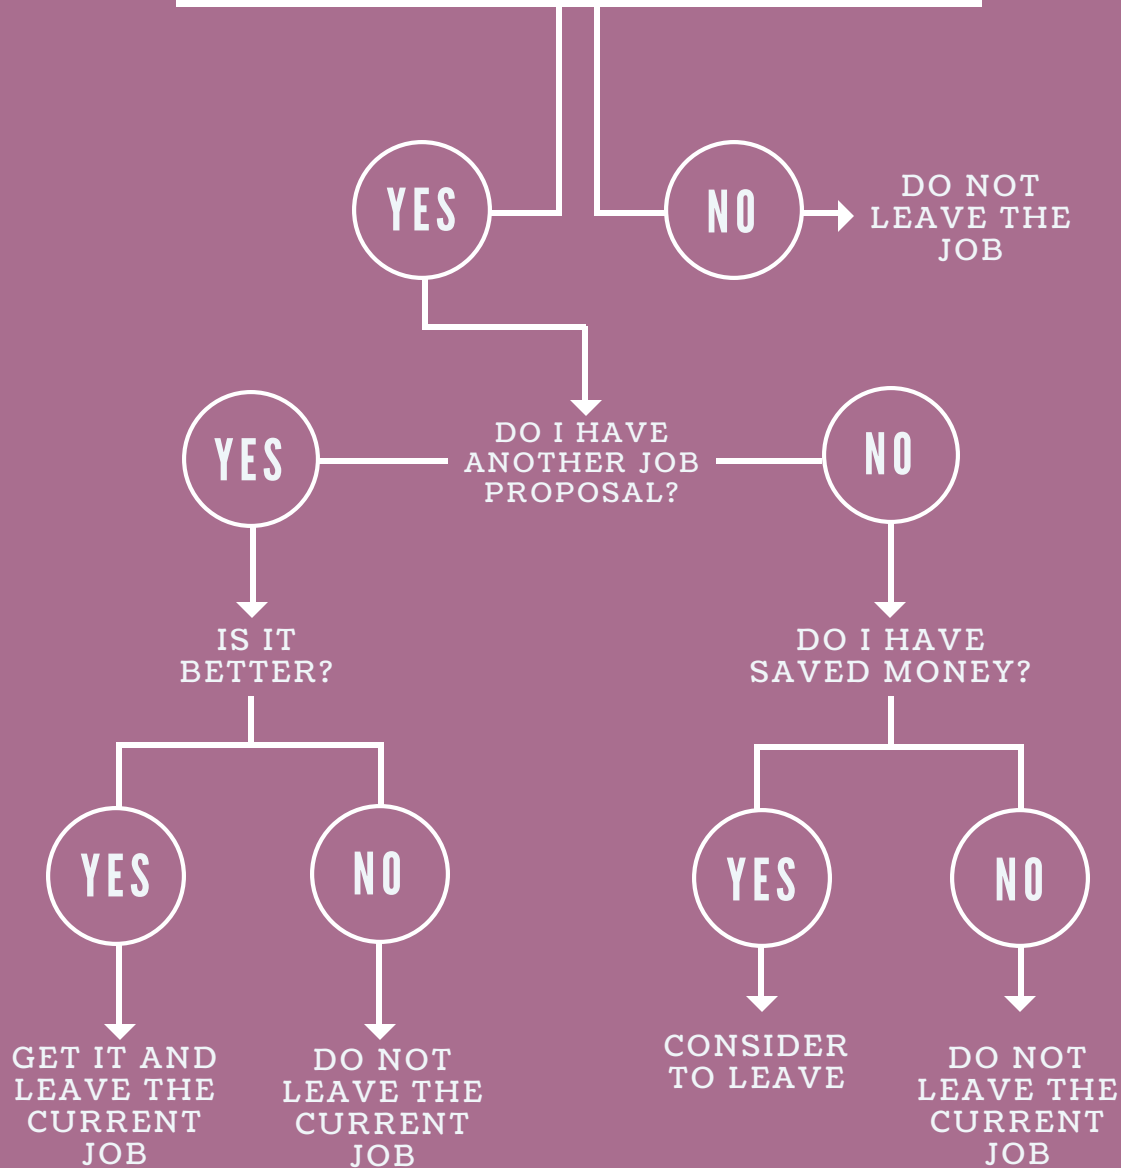 YES
NO
DO NOT
LEAVE THE
JOB
YES
DO I HAVE
ANOTHER JOB
PROPOSAL?
NO
IS IT
BETTER?
DO I HAVE
SAVED MONEY?
YES
NO
YES
NO
GET IT AND
LEAVE THE
CURRENT
JOB
DO NOT
LEAVE THE
CURRENT
JOB
CONSIDER
TO LEAVE
DO NOT
LEAVE THE
CURRENT
JOB